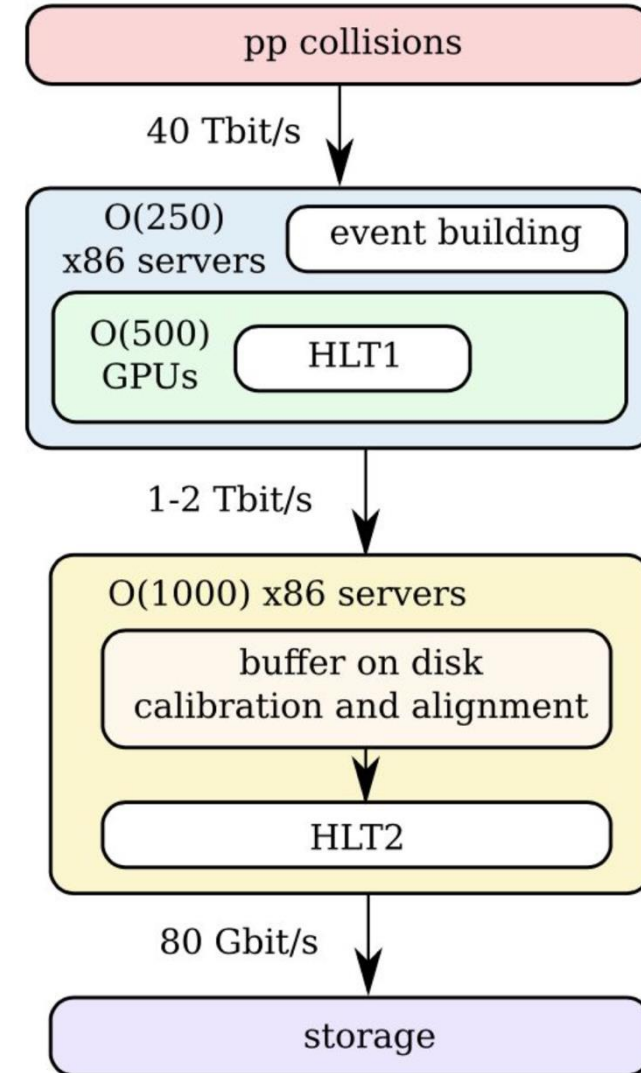 pp collisions
40 Tbit/s
O(250)
x86 servers
event building
O(500)
GPUs
HLT1
1-2 Tbit/s
O(1000) x86 servers
buffer on disk
calibration and alignment
HLT2
80 Gbit/s
storage